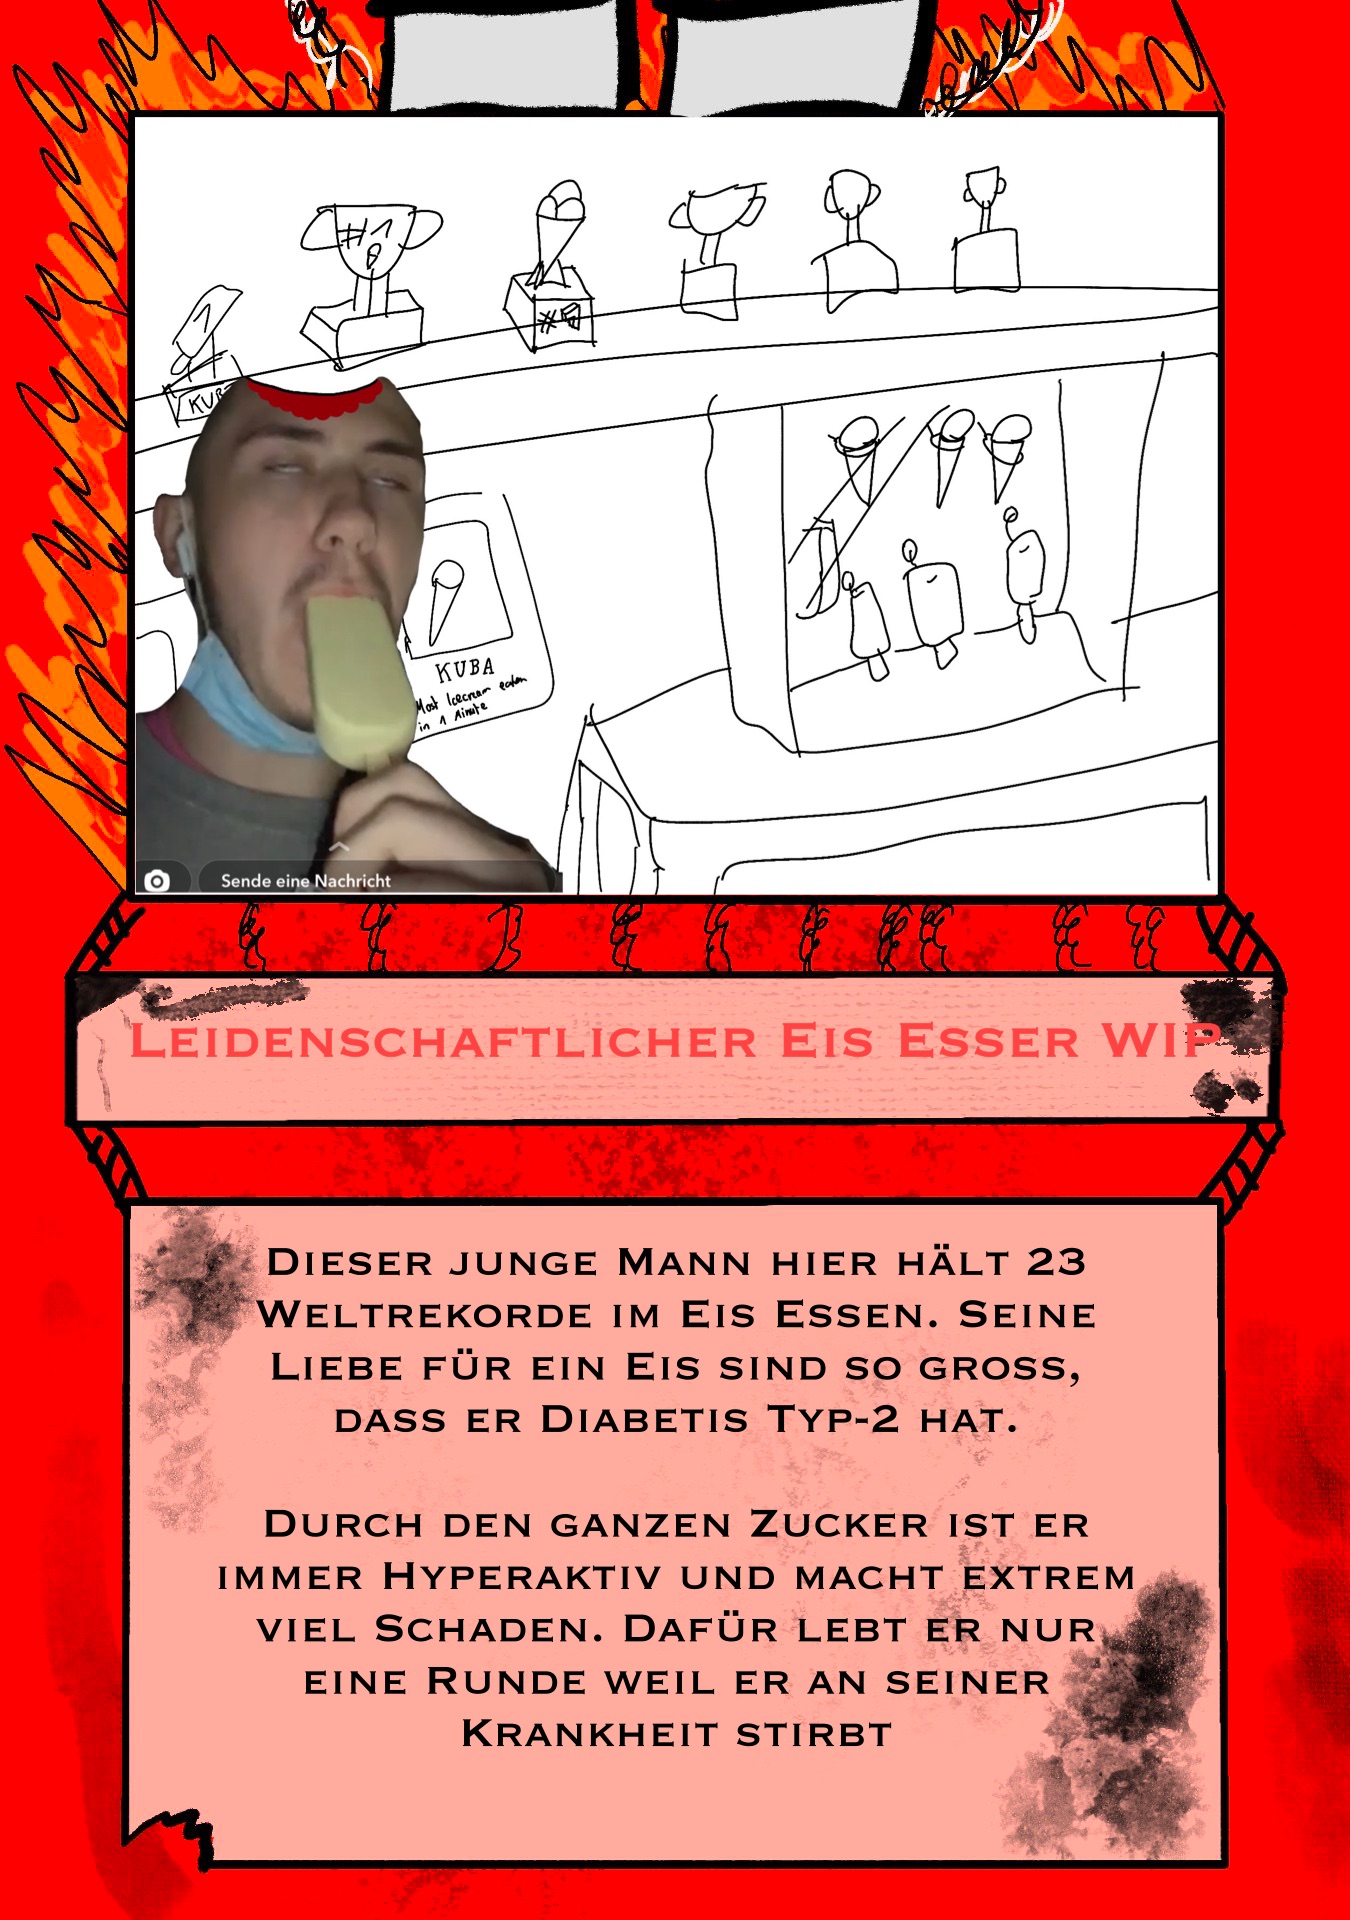 #1
KUB
KUBA
Most Icecream eaten
in 1 Minute
Sende eine Nachricht
LEIDENSCHAFTLICHER EIS ESSER WIP
DIESER JUNGE MANN HIER HÄLT 23
WELTREKORDE IM EIS ESSEN. SEINE
LIEBE FÜR EIN EIS SIND SO GROSS,
DASS ER DIABETIS TYP-2 HAT.
DURCH DEN GANZEN ZUCKER IST ER
IMMER HYPERAKTIV UND MACHT EXTREM
VIEL SCHADEN. DAFÜR LEBT ER NUR
EINE RUNDE WEIL ER AN SEINER
KRANKHEIT STIRBT